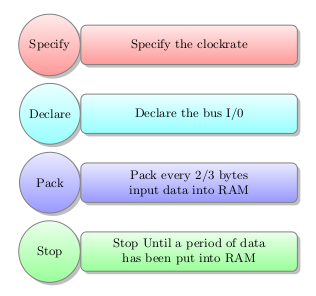 Specify
Specify the clockrate
Declare
Declare the bus I/0
Pack
Pack every 2/3 bytes
input data into RAM
Stop
Stop Until a period of data
has been put into RAM